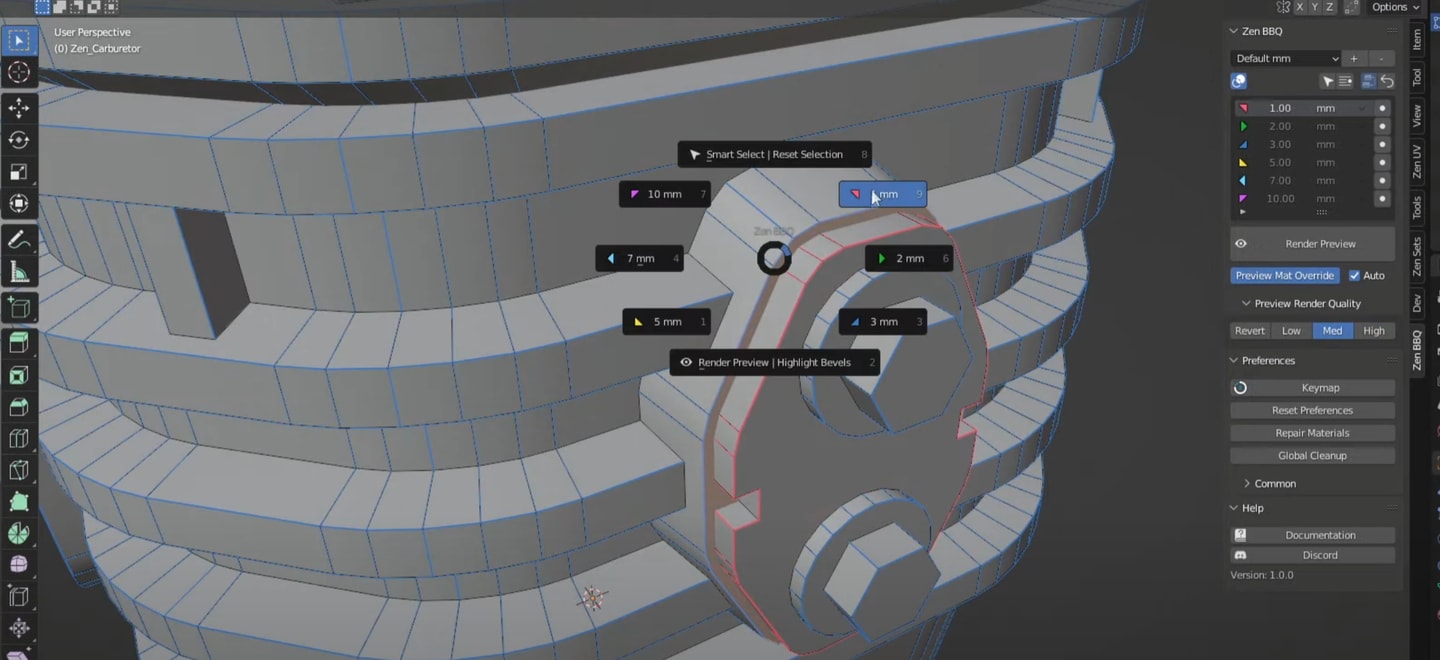 X Y Z Options
User Perspective
(0) Zen_Carburetor
Smart Select | Reset Selection B
10 mm 7
mm 9
Zen BBQ
7 mm 4
2 mm 6
5 mm 1
3 mm 3
Render Preview | Highlight Bevels 2
Zen BBQ
Default mm + -
1.00 mm
2.00 mm
3.00 mm
5.00 mm
7.00 mm
10.00 mm
Render Preview
Preview Mat Override Auto
Preview Render Quality
Revert Low Med High
Preferences
Keymap
Reset Preferences
Repair Materials
Global Cleanup
Common
Help
Documentation
Discord
Version: 1.0.0
Item
Tool
View
Zen UV
Tools
Zen Sets
Dev
Zen BBQ